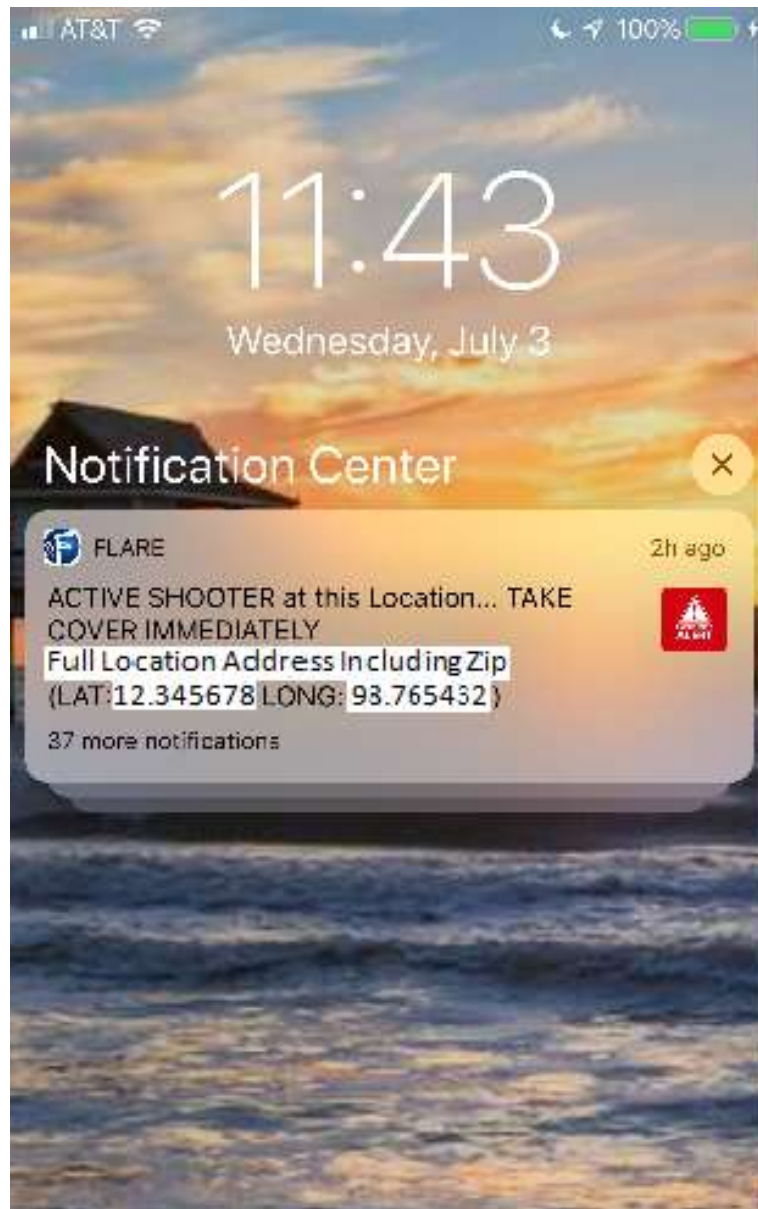 AT&T 100%
11:43
Wednesday, July 3
Notification Center
FLARE 2h ago
ACTIVE SHOOTER at this Location... TAKE
COVER IMMEDIATELY
Full Location Address Including Zip
(LAT:12.345678 LONG: 98.765432)
37 more notifications
ALERT